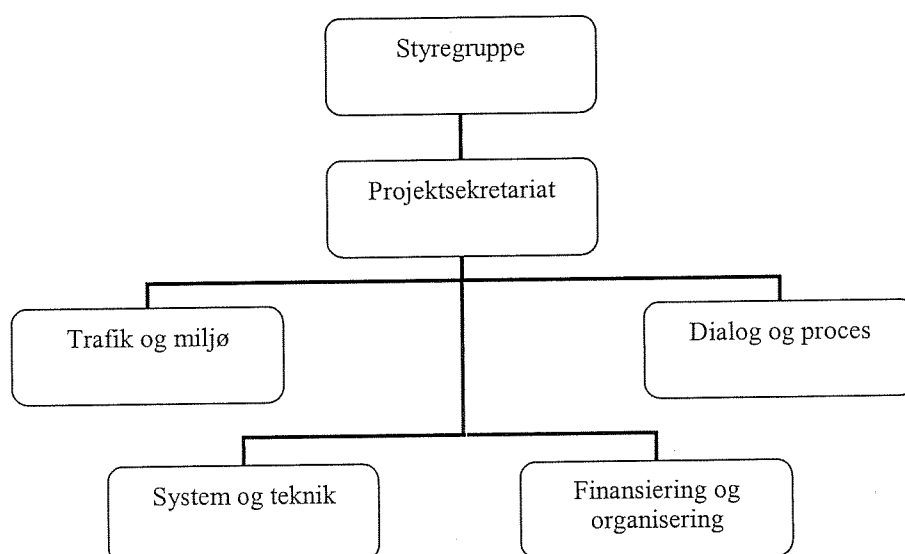 Styregruppe
Projektsekretariat
Trafik og miljø
Dialog og proces
System og teknik
Finansiering og
organisering